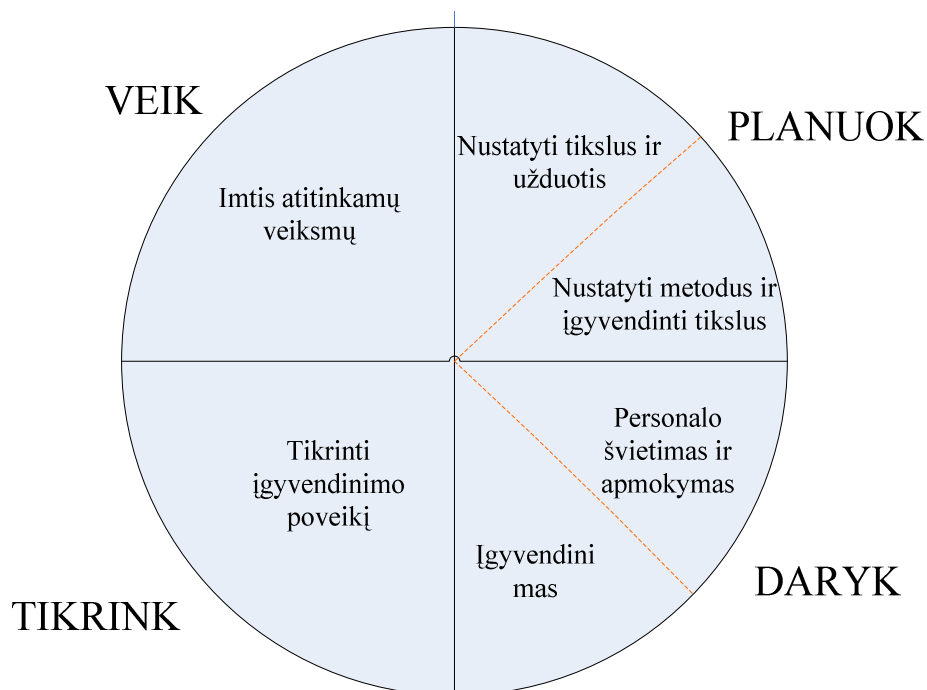 VEIK
PLANUOK
Nustatyti tikslus ir
užduotis
Imtis atitinkamų
veiksmų
Nustatyti metodus ir
įgyvendinti tikslus
Personalo
švietimas ir
apmokymas
Tikrinti
įgyvendinimo
poveikį
Įgyvendini
mas
DARYK
TIKRINK